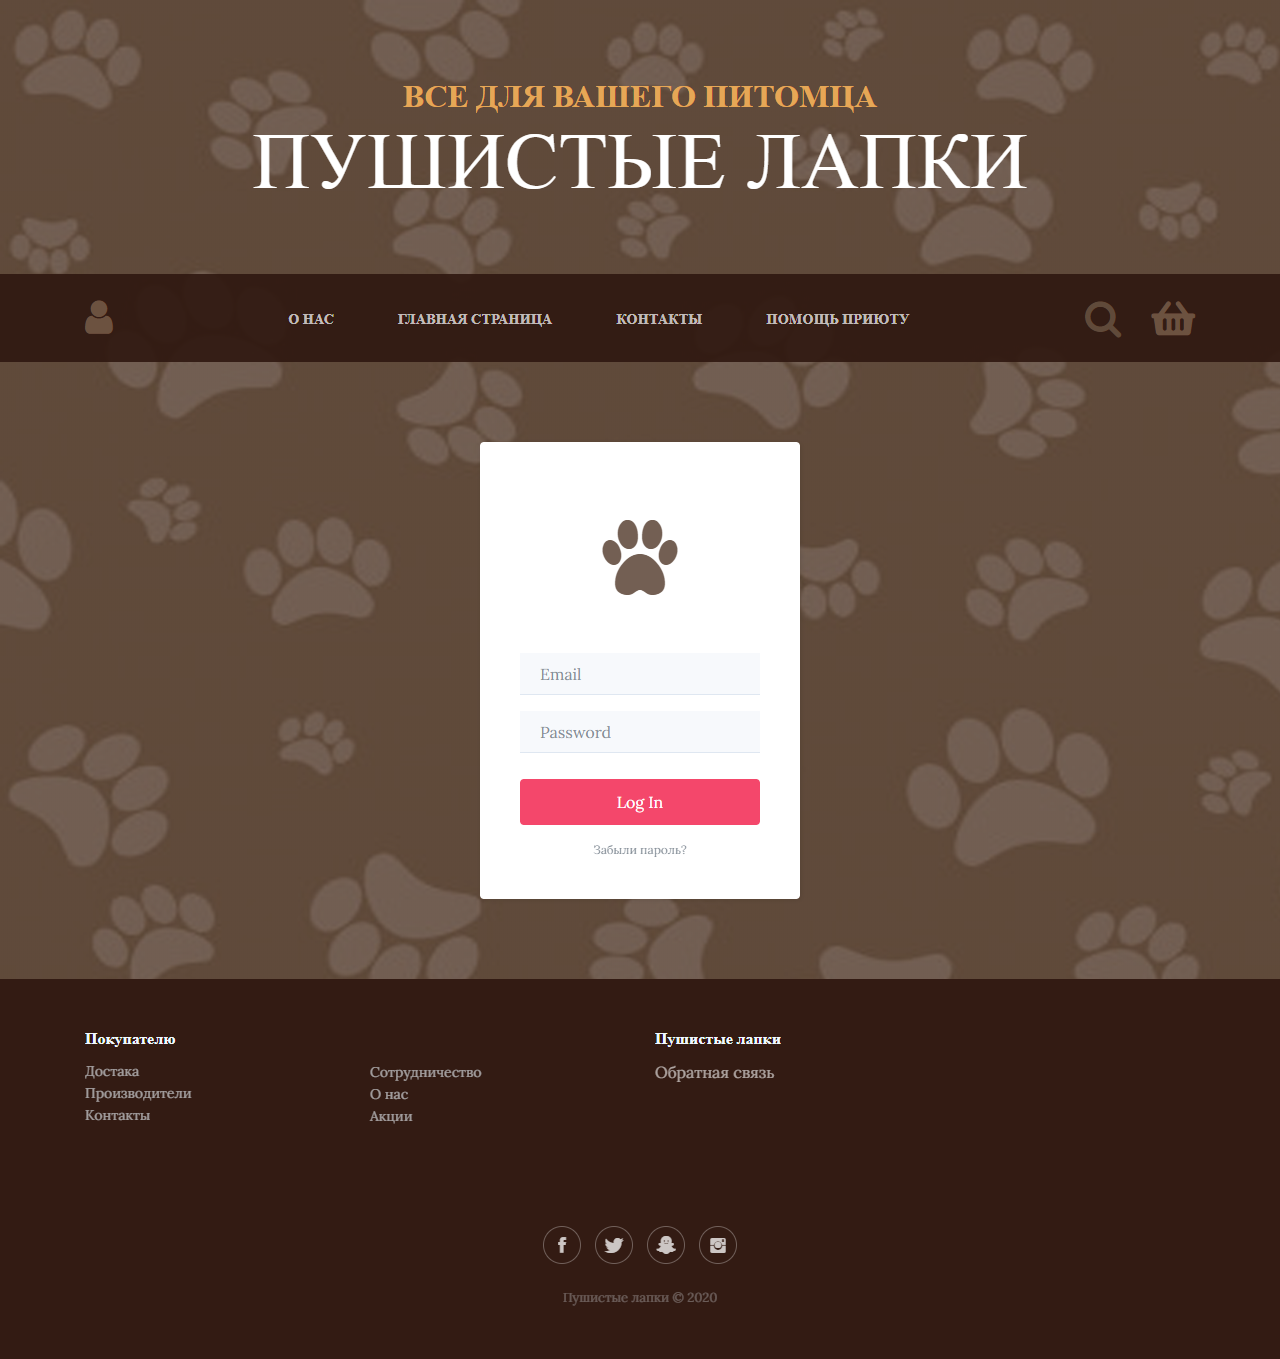 ВСЕ ДЛЯ ВАШЕГО ПИТОМЦА
ПУШИСТЫЕ ЛАПКИ
О НАС
ГЛАВНАЯ СТРАНИЦА
КОНТАКТЫ
ПОМОЩЬ ПРИЮТУ
Email
Password
Log In
Забыли пароль?
Покупателю
Достака
Производители
Контакты
Сотрудничество
О нас
Акции
Пушистые лапки
Обратная связь
Пушистые лапки © 2020